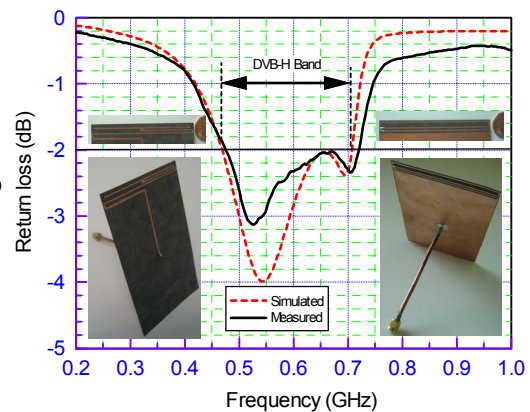 0
-1
-2
-3
-4
-5
Return loss (dB)
DVB-H Band
Simulated
Measured
0.2 0.3 0.4 0.5 0.6 0.7 0.8 0.9 1.0
Frequency (GHz)